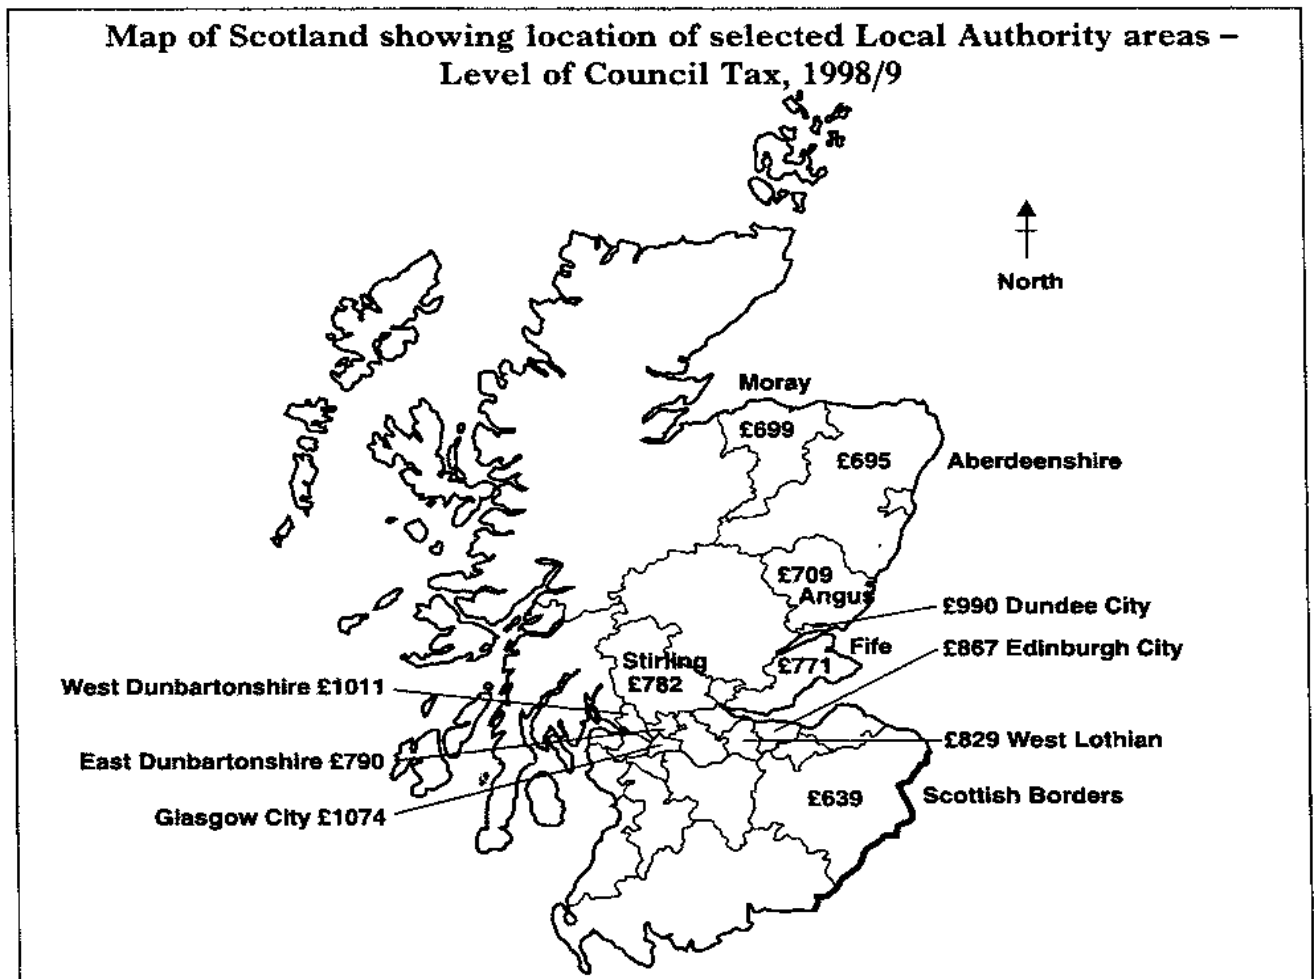 Map of Scotland showing location of selected Local Authority areas –
Level of Council Tax, 1998/9
North
Moray
£699
£695
Aberdeenshire
£709
Angus
£990 Dundee City
Fife
£867 Edinburgh City
£771
Stirling
£782
West Dunbartonshire £1011
£829 West Lothian
East Dunbartonshire £790
£639
Scottish Borders
Glasgow City £1074